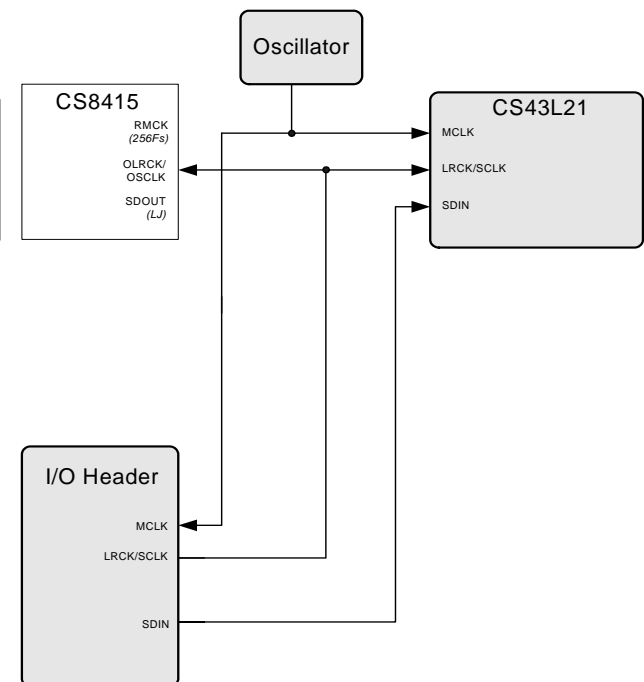 Oscillator
CS8415
RMCK
(256Fs)
OLRCK/
OSCLK
SDOUT
(LJ)
CS43L21
MCLK
LRCK/SCLK
SDIN
I/O Header
MCLK
LRCK/SCLK
SDIN